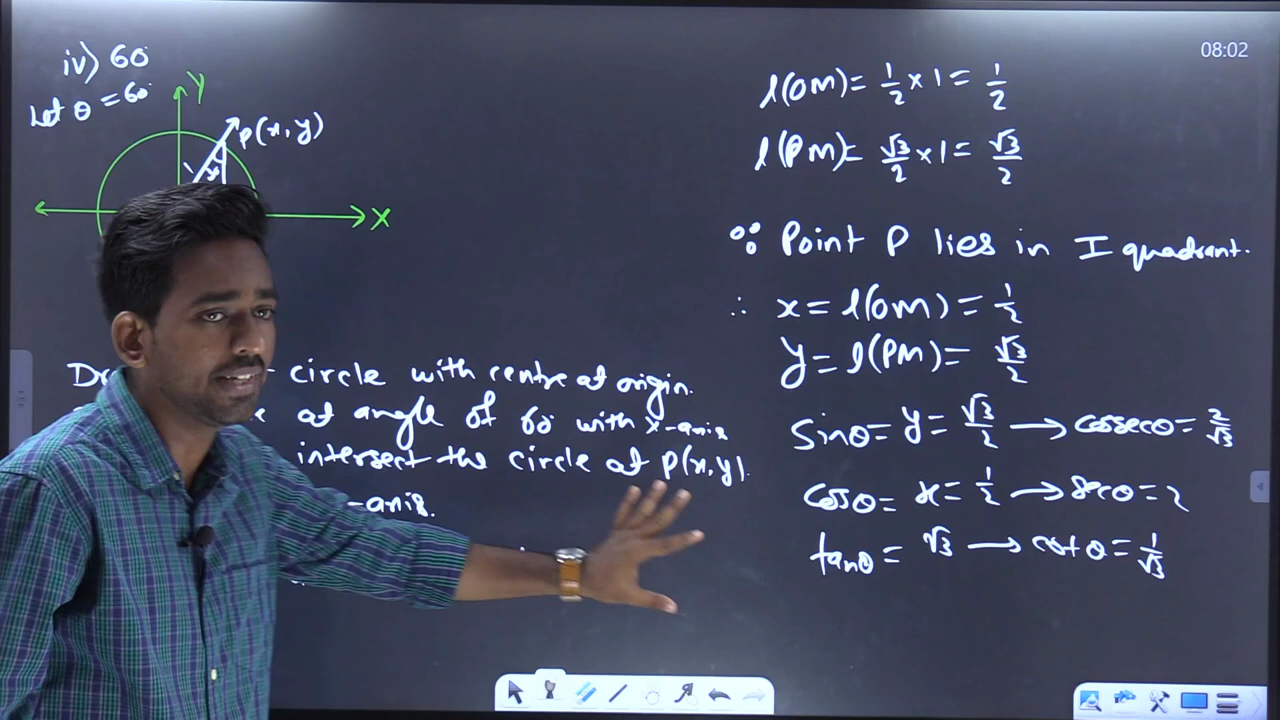 iv) 60°
Let θ = 60°
Y
P(x, y)
X
circle with centre at origin.
at angle of 60° with x-axis
intersect the circle at P(x,y).
-axis.
08:02
l(OM) = 1/2 × 1 = 1/2
l(PM) = √3/2 × 1 = √3/2
∵ Point P lies in I quadrant.
∴ x = l(OM) = 1/2
y = l(PM) = √3/2
sinθ = y = √3/2 → cosecθ = 2/√3
cosθ = x = 1/2 → secθ = 2
tanθ = √3 → cot θ = 1/√3